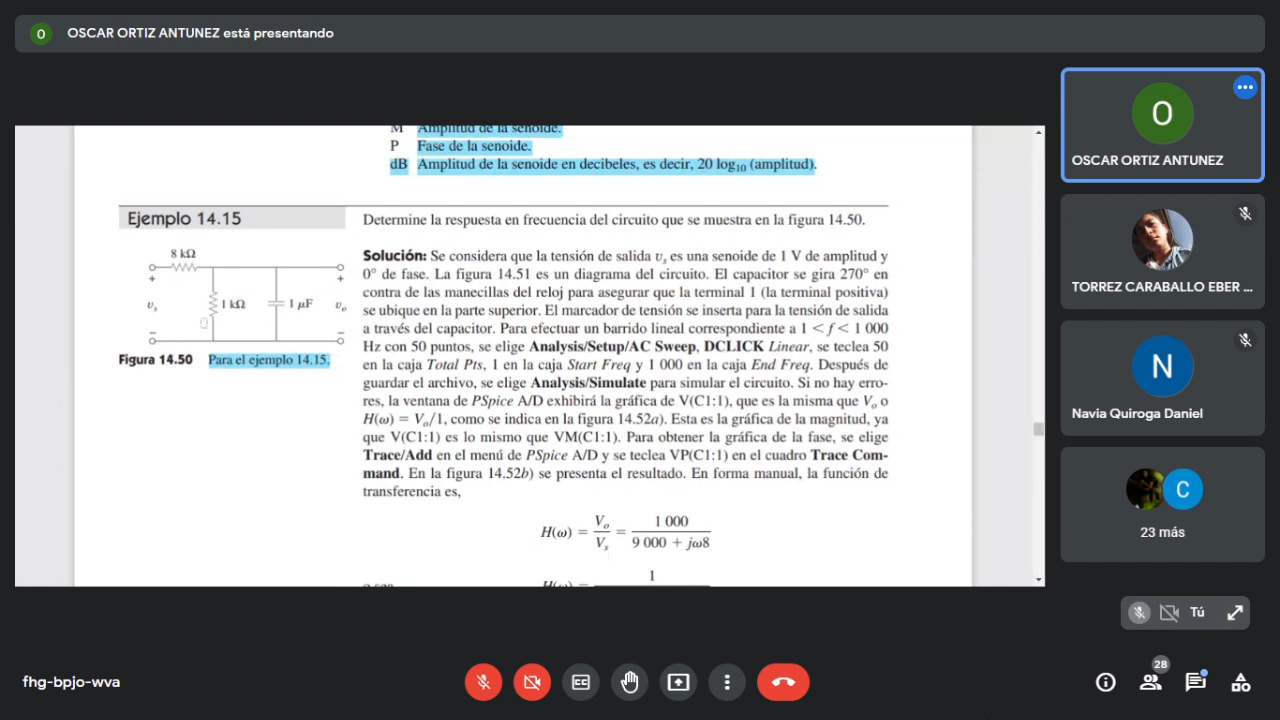 O OSCAR ORTIZ ANTUNEZ está presentando
M Amplitud de la senoide.
P Fase de la senoide.
dB Amplitud de la senoide en decibeles, es decir, 20 log10 (amplitud).
Ejemplo 14.15
8 kΩ
+ +
vs 1 kΩ 1 μF vo
− −
Figura 14.50 Para el ejemplo 14.15.
Determine la respuesta en frecuencia del circuito que se muestra en la figura 14.50.
Solución: Se considera que la tensión de salida vs es una senoide de 1 V de amplitud y
0° de fase. La figura 14.51 es un diagrama del circuito. El capacitor se gira 270° en
contra de las manecillas del reloj para asegurar que la terminal 1 (la terminal positiva)
se ubique en la parte superior. El marcador de tensión se inserta para la tensión de salida
a través del capacitor. Para efectuar un barrido lineal correspondiente a 1 < f < 1 000
Hz con 50 puntos, se elige Analysis/Setup/AC Sweep, DCLICK Linear, se teclea 50
en la caja Total Pts, 1 en la caja Start Freq y 1 000 en la caja End Freq. Después de
guardar el archivo, se elige Analysis/Simulate para simular el circuito. Si no hay erro-
res, la ventana de PSpice A/D exhibirá la gráfica de V(C1:1), que es la misma que Vo o
H(ω) = Vo/1, como se indica en la figura 14.52a). Esta es la gráfica de la magnitud, ya
que V(C1:1) es lo mismo que VM(C1:1). Para obtener la gráfica de la fase, se elige
Trace/Add en el menú de PSpice A/D y se teclea VP(C1:1) en el cuadro Trace Com-
mand. En la figura 14.52b) se presenta el resultado. En forma manual, la función de
transferencia es,
H(ω) = Vo/Vs = 1 000/9 000 + jω8
H(ω) = 1
O
OSCAR ORTIZ ANTUNEZ
TORREZ CARABALLO EBER ...
N
Navia Quiroga Daniel
C
23 más
Tú
fhg-bpjo-wva
28